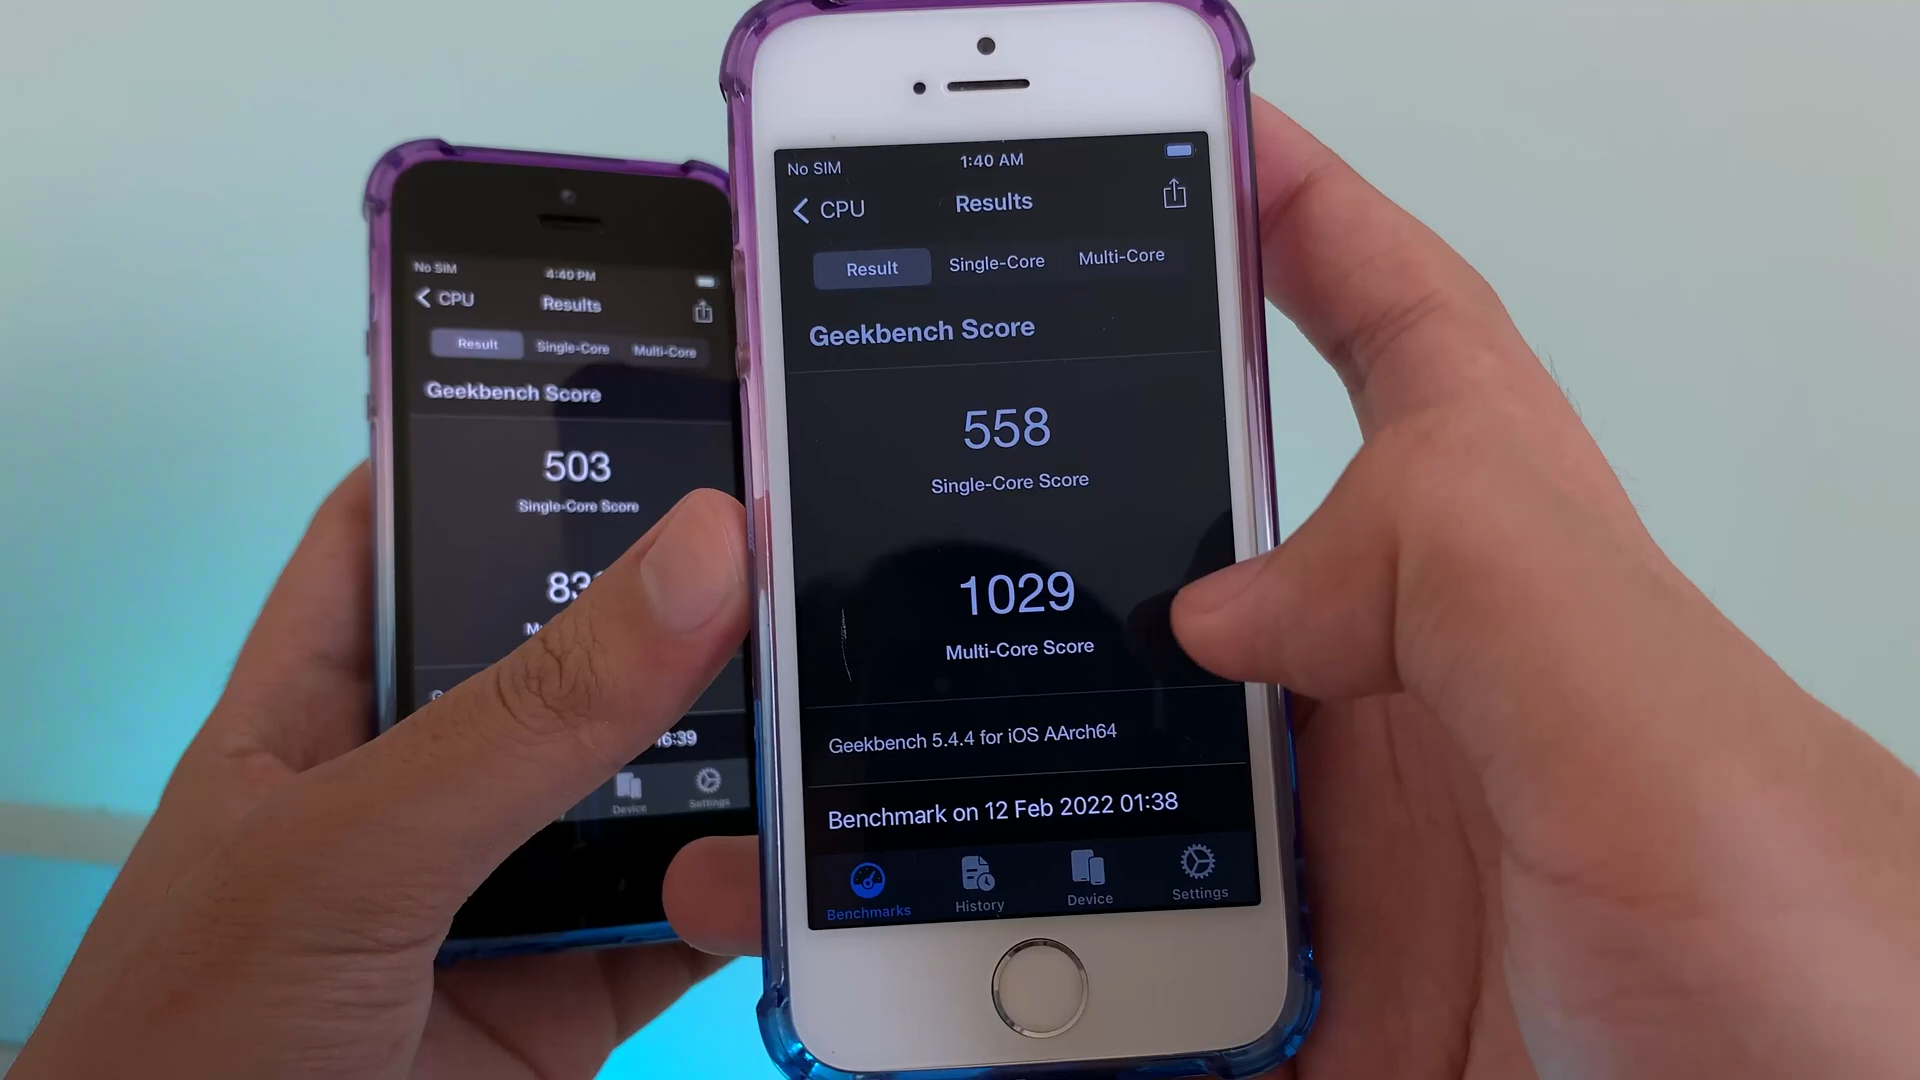 No SIM
4:40 PM
CPU
Results
Result
Single-Core
Multi-Core
Geekbench Score
503
Single-Core Score
16:39
Device
Settings
No SIM
1:40 AM
CPU
Results
Result
Single-Core
Multi-Core
Geekbench Score
558
Single-Core Score
1029
Multi-Core Score
Geekbench 5.4.4 for iOS AArch64
Benchmark on 12 Feb 2022 01:38
Benchmarks
History
Device
Settings